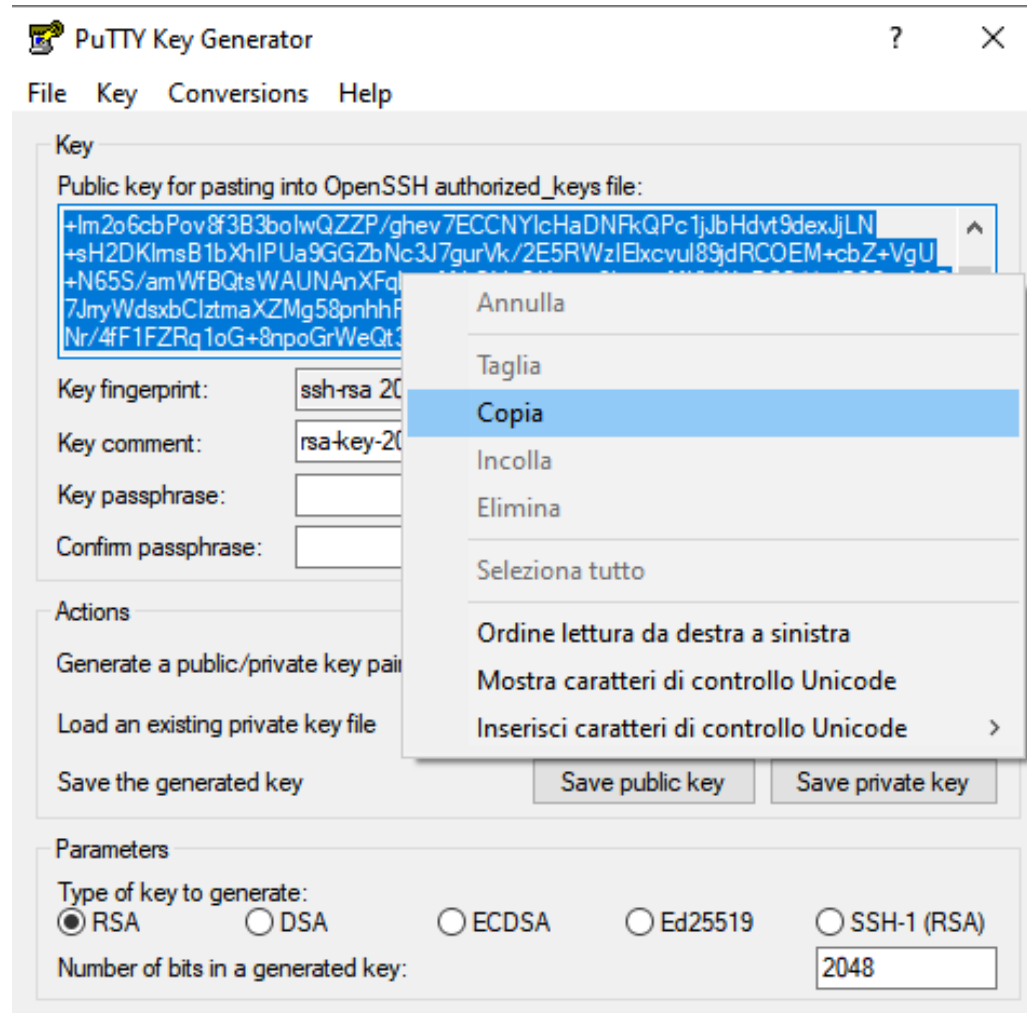 PuTTY Key Generator
File Key Conversions Help
Key
Public key for pasting into OpenSSH authorized_keys file:
+Im2o6cbPov8f3B3bolwQZZP/ghev7ECCNYIcHaDNFkQPc1jJbHdvt9dexJjLN
+sH2DKImsB1bXhIPUa9GGZbNc3J7gurVk/2E5RWzIElxcvul89jdRCOEM+cbZ+VgU
+N65S/amWfBQtsWAUNAnXFq
7JrryWdsxbCIztmaXZMg58pnhh
Nr/4fF1FZRq1oG+8npoGrWeQt3
Annulla
Taglia
Copia
Incolla
Elimina
Seleziona tutto
Ordine lettura da destra a sinistra
Mostra caratteri di controllo Unicode
Inserisci caratteri di controllo Unicode
Key fingerprint: ssh-rsa 20
Key comment: rsa-key-20
Key passphrase:
Confirm passphrase:
Actions
Generate a public/private key pair
Load an existing private key file
Save the generated key Save public key Save private key
Parameters
Type of key to generate:
RSA DSA ECDSA Ed25519 SSH-1 (RSA)
Number of bits in a generated key: 2048